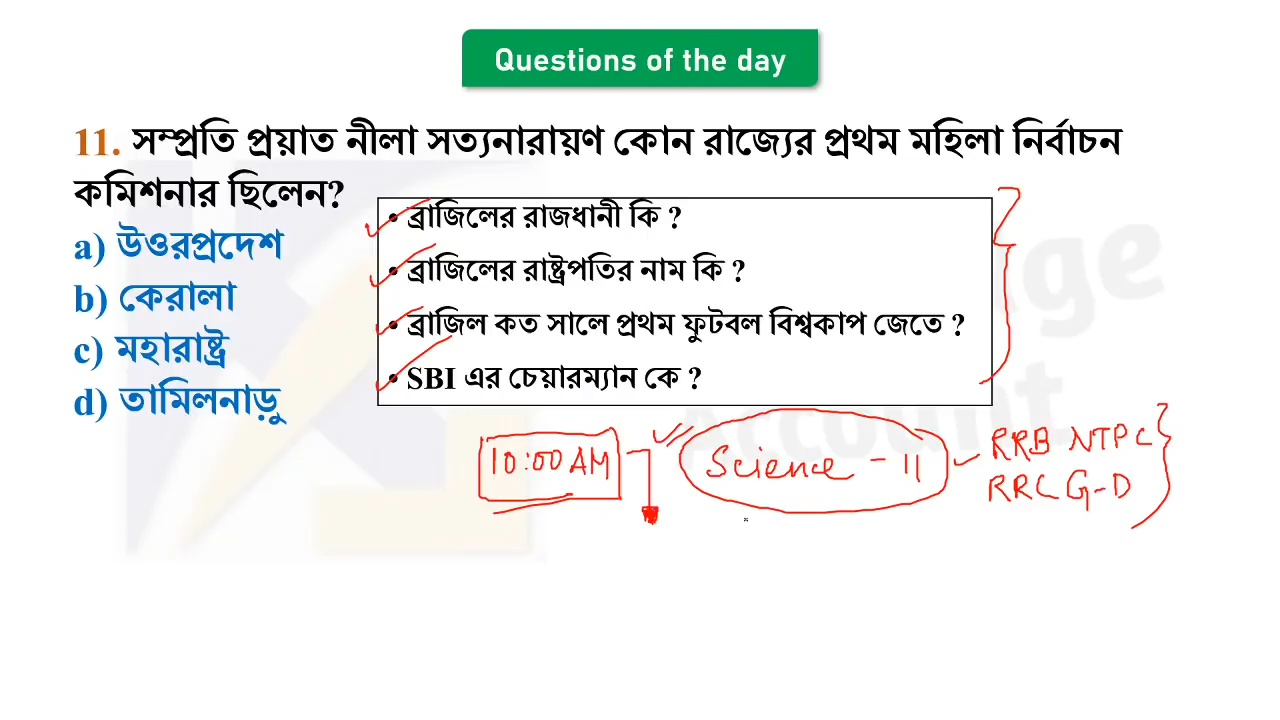 Questions of the day
11. সম্প্রতি প্রয়াত নীলা সত্যনারায়ণ কোন রাজ্যের প্রথম মহিলা নির্বাচন
কমিশনার ছিলেন?
a) উওরপ্রদেশ
b) কেরালা
c) মহারাষ্ট্র
d) তামিলনাড়ু
• ব্রাজিলের রাজধানী কি ?
• ব্রাজিলের রাষ্ট্রপতির নাম কি ?
• ব্রাজিল কত সালে প্রথম ফুটবল বিশ্বকাপ জেতে ?
• SBI এর চেয়ারম্যান কে ?
10:00 AM
Science - 11
RRB NTPC
RRC G-D
Account